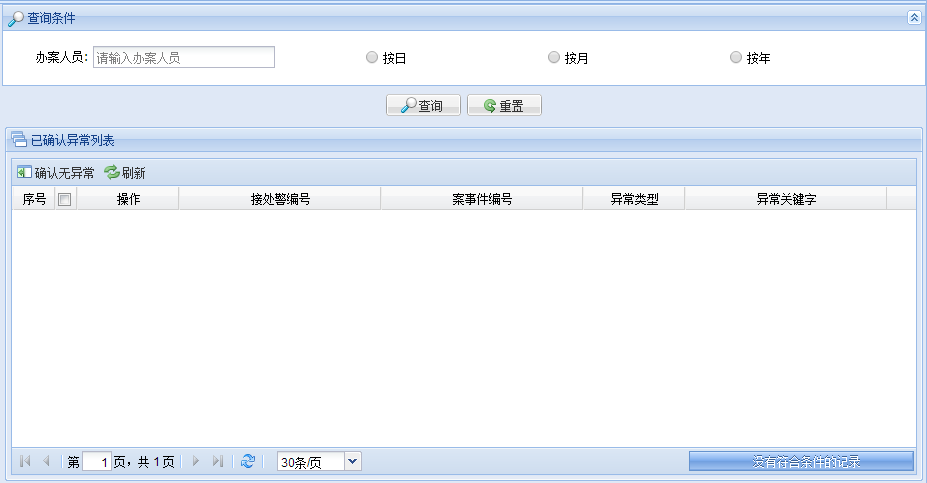 查询条件
办案人员: 请输入办案人员 按日 按月 按年
查询 重置
已确认异常列表
确认无异常 刷新
序号 操作 接处警编号 案事件编号 异常类型 异常关键字
第 1 页，共 1 页 30条/页 没有符合条件的记录